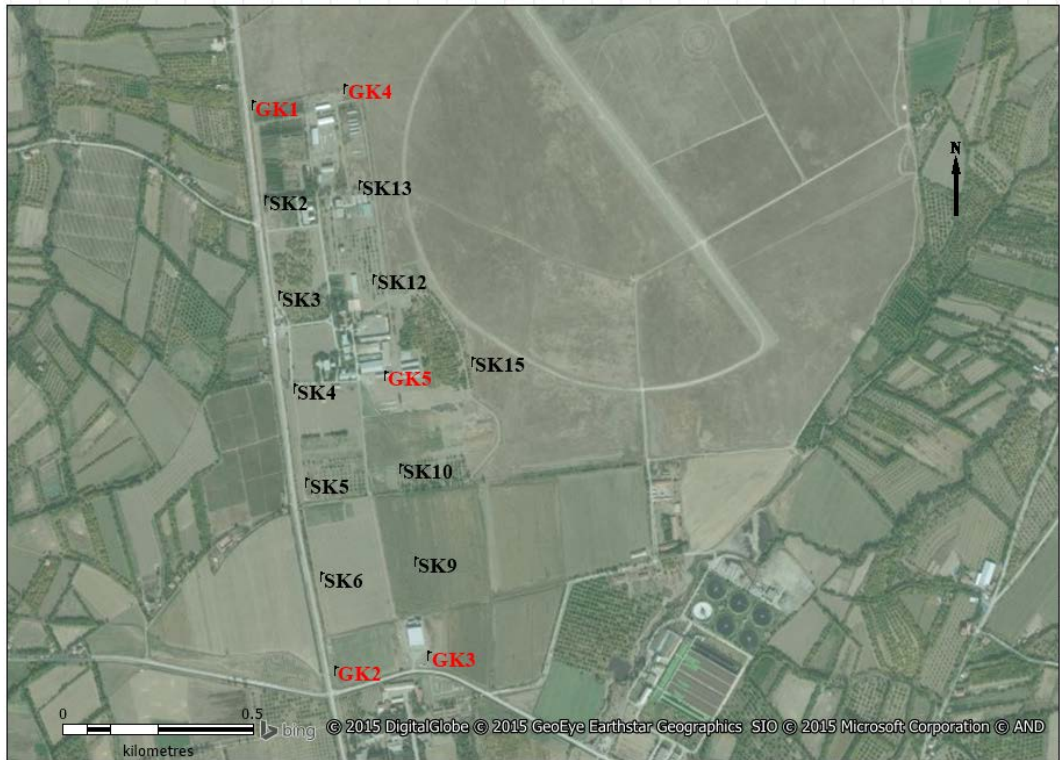 GK4
GK1
N
SK13
SK2
SK12
SK3
SK15
GK5
SK4
SK10
SK5
SK9
SK6
GK3
GK2
0 0.5
kilometres
bing © 2015 DigitalGlobe © 2015 GeoEye Earthstar Geographics SIO © 2015 Microsoft Corporation © AND